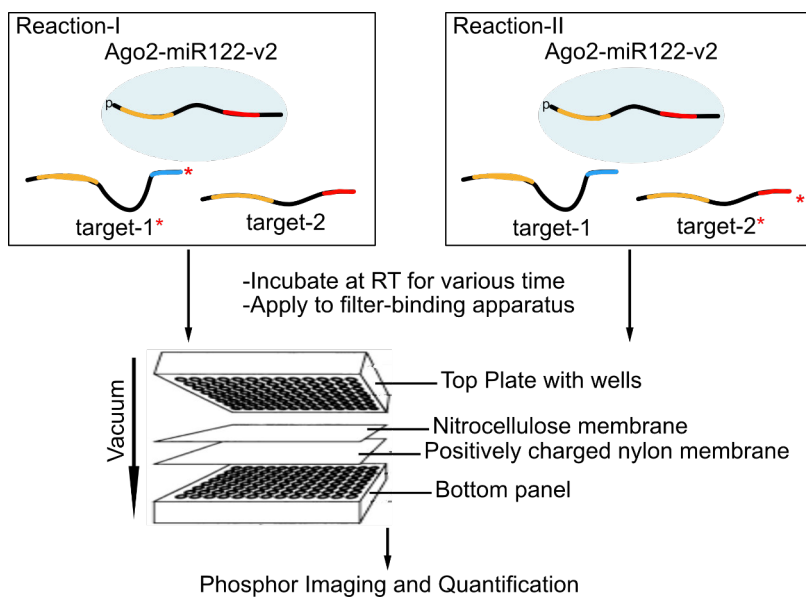 Reaction-I
Ago2-miR122-v2
p
*
target-1*
target-2
Reaction-II
Ago2-miR122-v2
p
target-1
*
target-2*
-Incubate at RT for various time
-Apply to filter-binding apparatus
Vacuum
Top Plate with wells
Nitrocellulose membrane
Positively charged nylon membrane
Bottom panel
Phosphor Imaging and Quantification